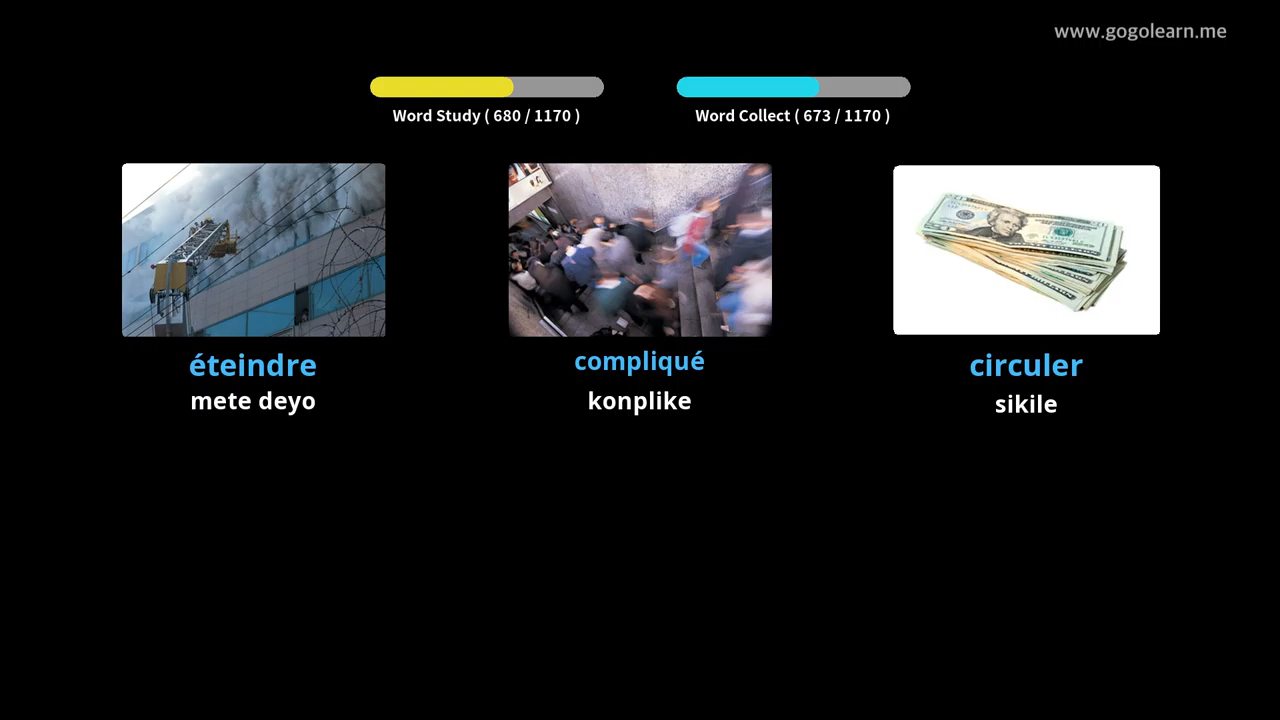 www.gogolearn.me
Word Study ( 680 / 1170 )
Word Collect ( 673 / 1170 )
éteindre
mete deyo
compliqué
konplike
circuler
sikile